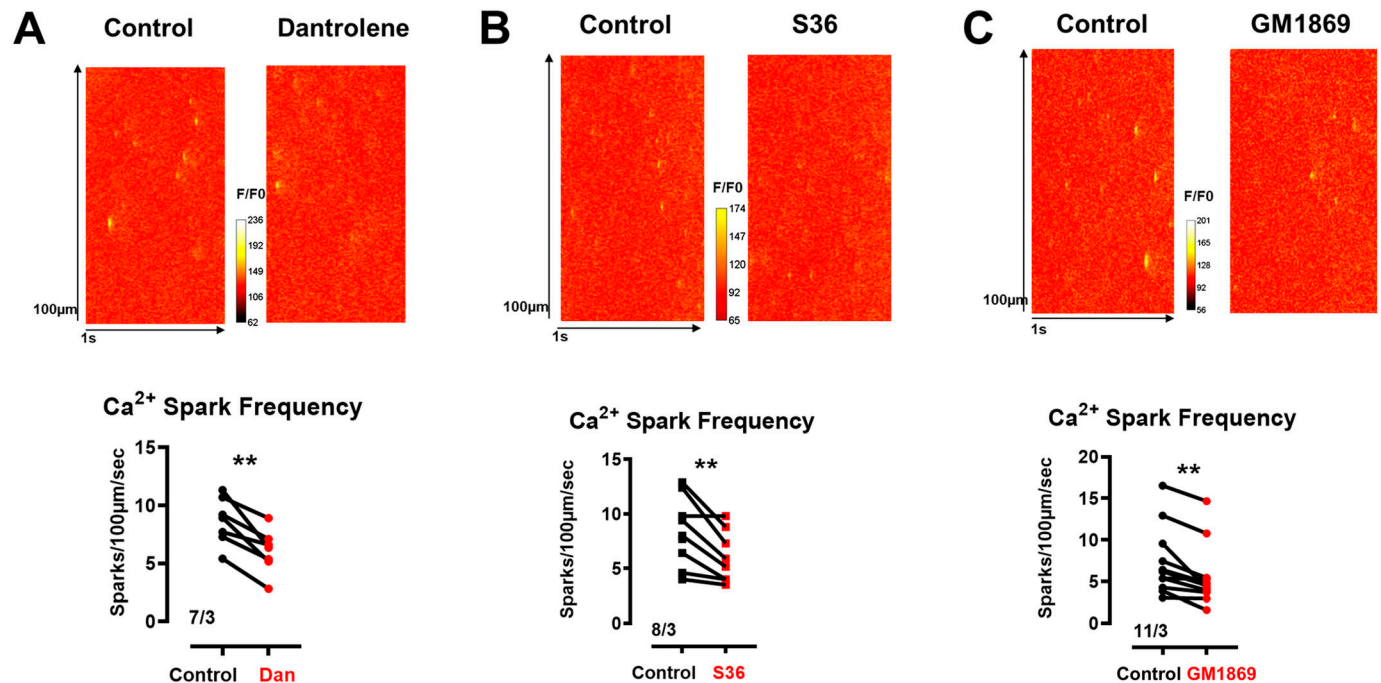 A
Control
Dantrolene
F/F0
236
192
149
106
62
100µm
1s
Ca2+ Spark Frequency
Sparks/100µm/sec
15
10
5
0
**
7/3
Control
Dan
B
Control
S36
F/F0
174
147
120
92
65
100µm
1s
Ca2+ Spark Frequency
Sparks/100µm/sec
15
10
5
0
**
8/3
Control
S36
C
Control
GM1869
F/F0
201
165
128
92
56
100µm
1s
Ca2+ Spark Frequency
Sparks/100µm/sec
20
15
10
5
0
**
11/3
Control
GM1869